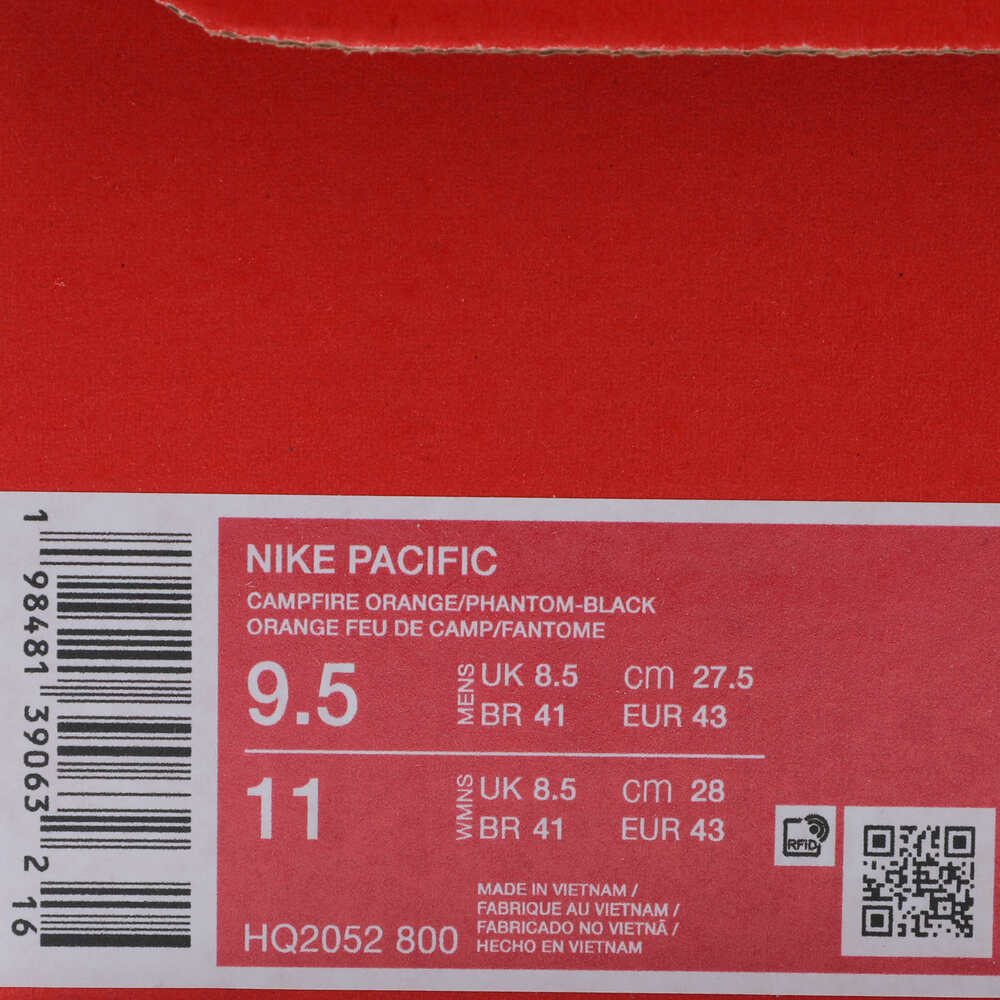 NIKE PACIFIC
CAMPFIRE ORANGE/PHANTOM-BLACK
ORANGE FEU DE CAMP/FANTOME
9.5 MENS UK 8.5 cm 27.5
BR 41 EUR 43
11 WMNS UK 8.5 cm 28
BR 41 EUR 43
RFID
MADE IN VIETNAM /
FABRIQUE AU VIETNAM /
FABRICADO NO VIETNÃ /
HECHO EN VIETNAM
HQ2052 800
1 98481 39063 2 16